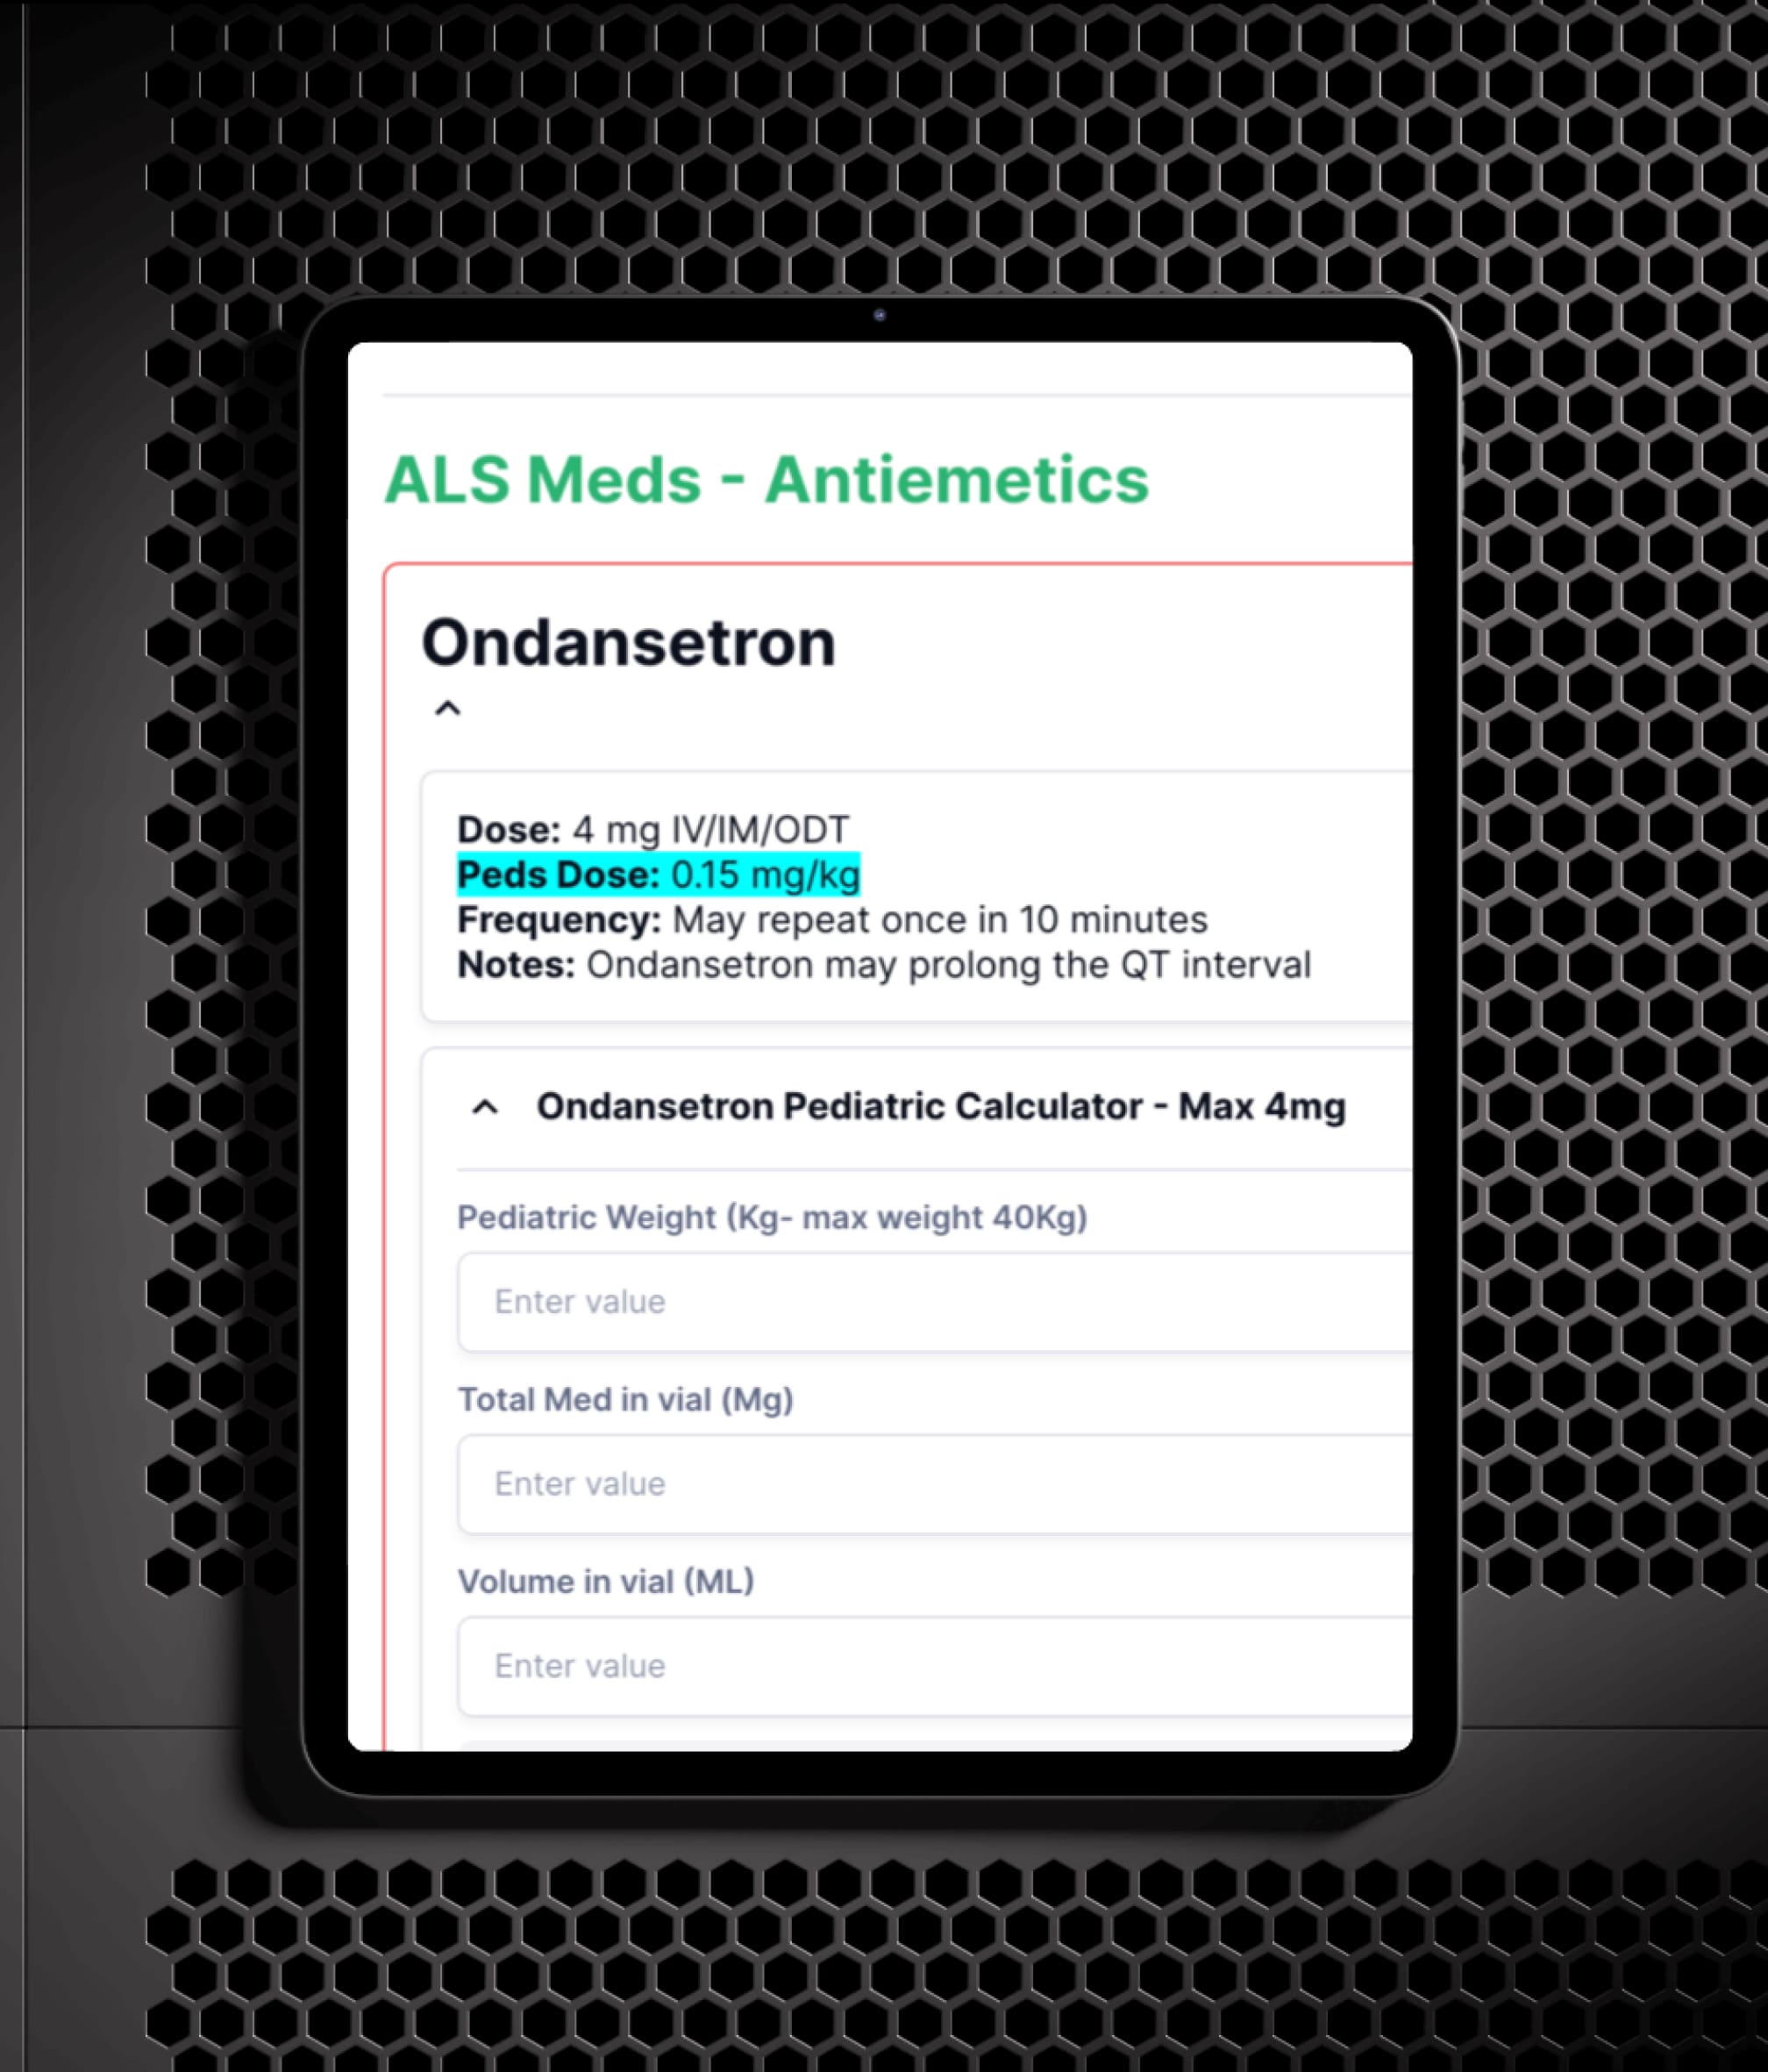 ALS Meds - Antiemetics
Ondansetron
Dose: 4 mg IV/IM/ODT
Peds Dose: 0.15 mg/kg
Frequency: May repeat once in 10 minutes
Notes: Ondansetron may prolong the QT interval
Ondansetron Pediatric Calculator - Max 4mg
Pediatric Weight (Kg- max weight 40Kg)
Enter value
Total Med in vial (Mg)
Enter value
Volume in vial (ML)
Enter value